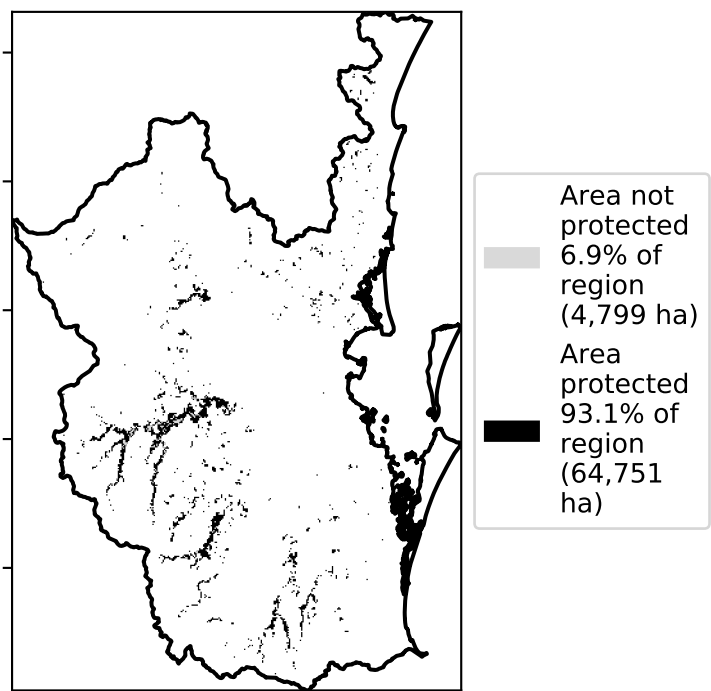 Area not
protected
6.9% of
region
(4,799 ha)
Area
protected
93.1% of
region
(64,751
ha)